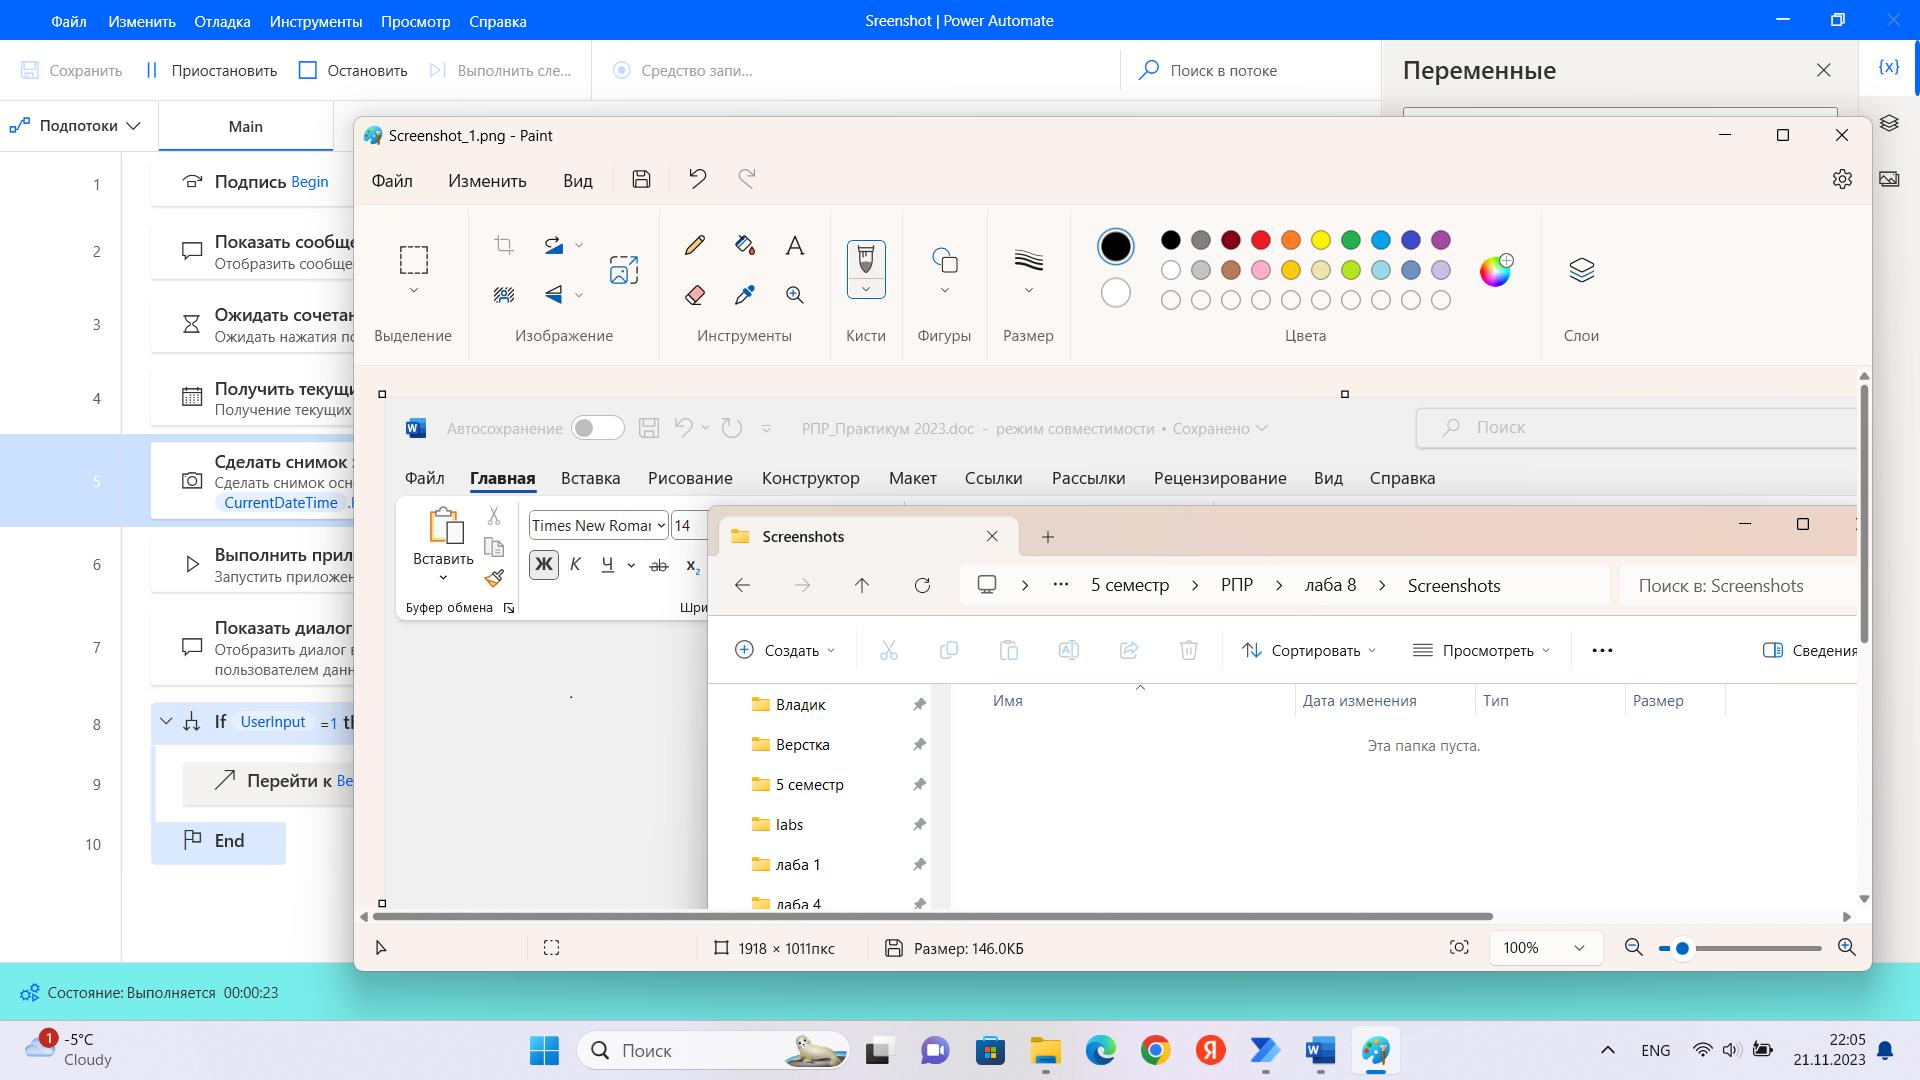 Файл Изменить Отладка Инструменты Просмотр Справка
Sreenshot | Power Automate
Сохранить Приостановить Остановить Выполнить сле... Средство запи... Поиск в потоке
Переменные
{x}
Подпотоки Main
1 Подпись Begin
2 Показать сообще
Отобразить сообще
3 Ожидать сочетан
Ожидать нажатия по
4 Получить текущи
Получение текущих
5 Сделать снимок
Сделать снимок осн
CurrentDateTime
6 Выполнить прил
Запустить приложен
7 Показать диалог
Отобразить диалог в
пользователем данн
8 If UserInput =1 th
9 Перейти к Be
10 End
Состояние: Выполняется 00:00:23
Screenshot_1.png - Paint
Файл Изменить Вид
Выделение Изображение Инструменты Кисти Фигуры Размер Цвета Слои
Автосохранение РПР_Практикум 2023.doc - режим совместимости • Сохранено Поиск
Файл Главная Вставка Рисование Конструктор Макет Ссылки Рассылки Рецензирование Вид Справка
Times New Roman 14
Вставить
Ж К Ч ab x₂
Буфер обмена Шри
Screenshots
5 семестр > РПР > лаба 8 > Screenshots
Поиск в: Screenshots
Создать Сортировать Просмотреть ... Сведения
Имя Дата изменения Тип Размер
Эта папка пуста.
Владик
Верстка
5 семестр
labs
лаба 1
лаба 4
1918 × 1011пкс Размер: 146.0КБ 100%
1
-5°C
Cloudy
Поиск
ENG
22:05
21.11.2023